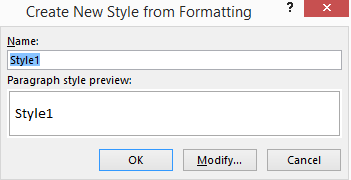 Create New Style from Formatting ?
Name:
Style1
Paragraph style preview:
Style1
OK Modify... Cancel